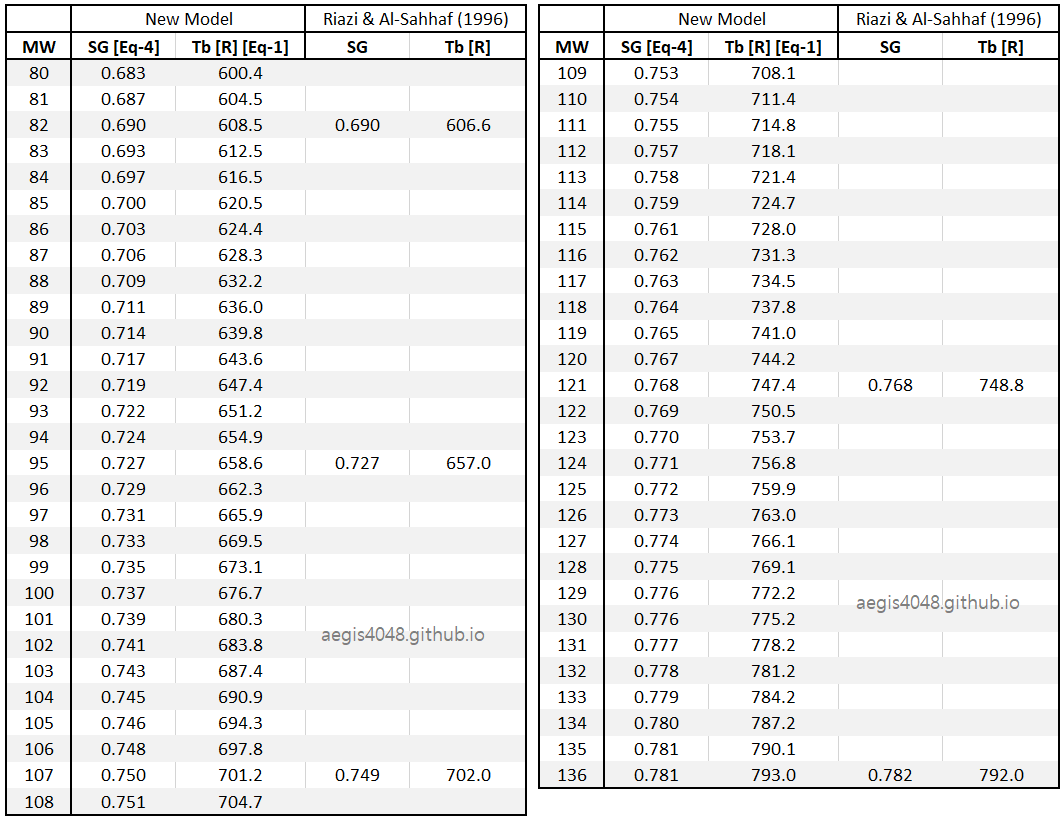 New Model Riazi & Al-Sahhaf (1996)
MW SG [Eq-4] Tb [R] [Eq-1] SG Tb [R]
80 0.683 600.4
81 0.687 604.5
82 0.690 608.5 0.690 606.6
83 0.693 612.5
84 0.697 616.5
85 0.700 620.5
86 0.703 624.4
87 0.706 628.3
88 0.709 632.2
89 0.711 636.0
90 0.714 639.8
91 0.717 643.6
92 0.719 647.4
93 0.722 651.2
94 0.724 654.9
95 0.727 658.6 0.727 657.0
96 0.729 662.3
97 0.731 665.9
98 0.733 669.5
99 0.735 673.1
100 0.737 676.7
101 0.739 680.3
102 0.741 683.8
aegis4048.github.io
103 0.743 687.4
104 0.745 690.9
105 0.746 694.3
106 0.748 697.8
107 0.750 701.2 0.749 702.0
108 0.751 704.7
New Model Riazi & Al-Sahhaf (1996)
MW SG [Eq-4] Tb [R] [Eq-1] SG Tb [R]
109 0.753 708.1
110 0.754 711.4
111 0.755 714.8
112 0.757 718.1
113 0.758 721.4
114 0.759 724.7
115 0.761 728.0
116 0.762 731.3
117 0.763 734.5
118 0.764 737.8
119 0.765 741.0
120 0.767 744.2
121 0.768 747.4 0.768 748.8
122 0.769 750.5
123 0.770 753.7
124 0.771 756.8
125 0.772 759.9
126 0.773 763.0
127 0.774 766.1
128 0.775 769.1
129 0.776 772.2
aegis4048.github.io
130 0.776 775.2
131 0.777 778.2
132 0.778 781.2
133 0.779 784.2
134 0.780 787.2
135 0.781 790.1
136 0.781 793.0 0.782 792.0